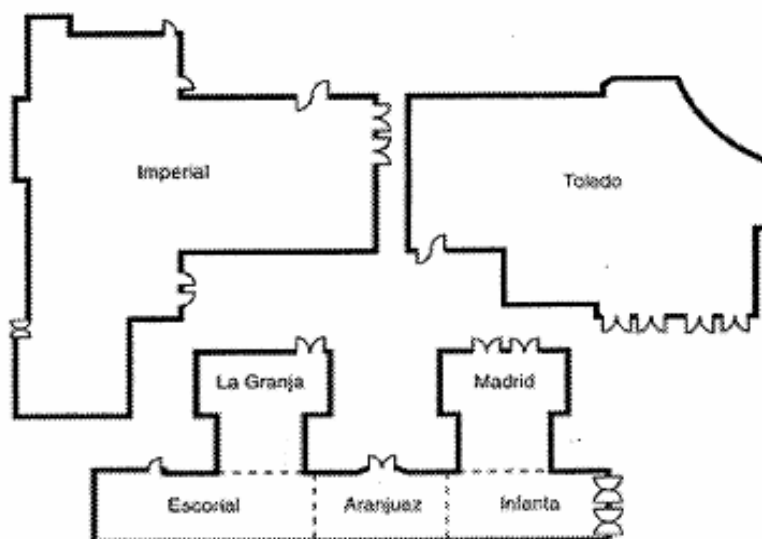 Imperial
Toledo
La Granja
Madrid
Escorial
Aranjuez
Infanta